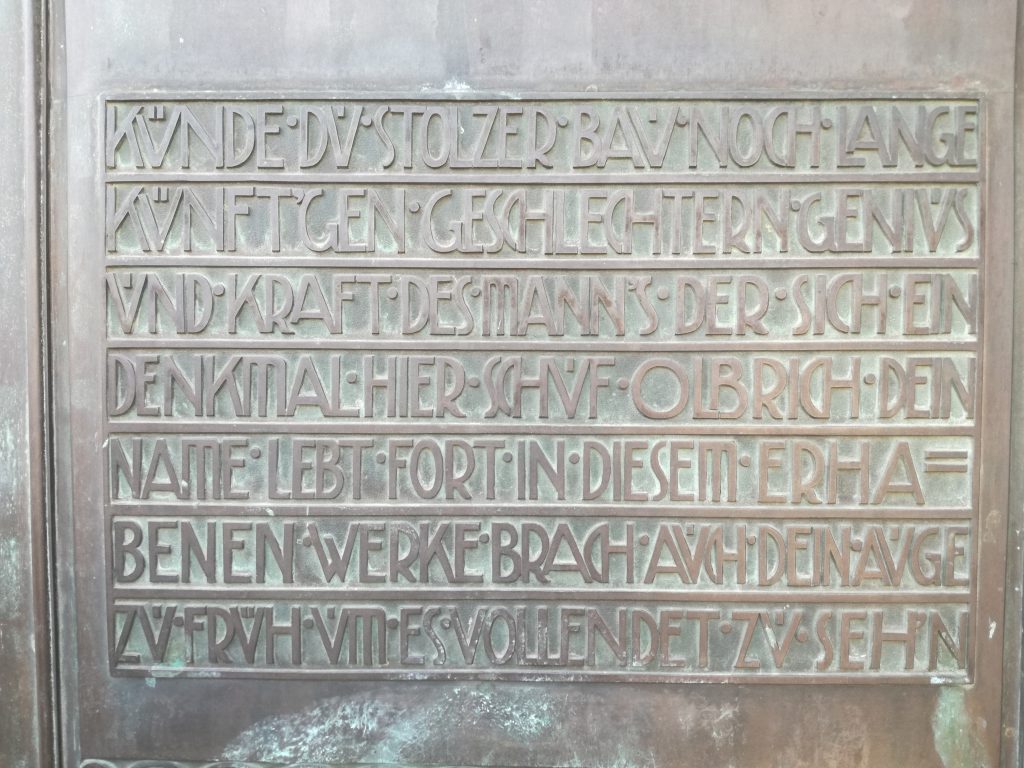 KÜNDE·DU·STOLZER·BAU·NOCH·LANGE
KÜNFT'GEN·GESCHLECHTERN·GENIUS
UND·KRAFT·DES·MANN'S·DER·SICH·EIN
DENKMAL·HIER·SCHUF·OLBRICH·DEIN
NAME·LEBT·FORT·IN·DIESEM·ERHA=
BENEN·WERKE·BRACH·AUCH·DEIN·AUGE
ZU·FRÜH·UM·ES·VOLLENDET·ZU·SEH'N